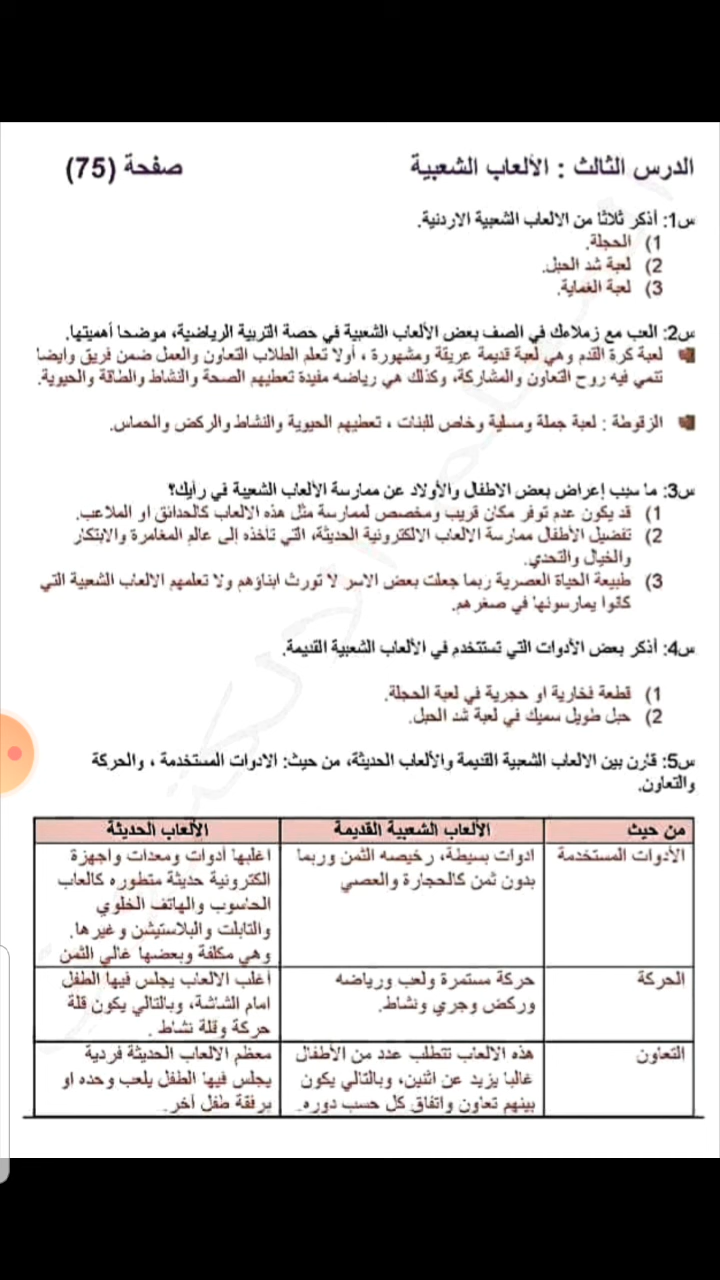 الدرس الثالث : الألعاب الشعبية صفحة (75)
س1: أذكر ثلاثا من الالعاب الشعبية الاردنية.
1) الحجلة.
2) لعبة شد الحبل.
3) لعبة الغماية.
س2: العب مع زملاءك في الصف بعض الألعاب الشعبية في حصة التربية الرياضية، موضحا أهميتها.
لعبة كرة القدم وهي لعبة قديمة عريقة ومشهورة ، أولا تعلم الطلاب التعاون والعمل ضمن فريق وايضا
تنمي فيه روح التعاون والمشاركة، وكذلك هي رياضه مفيدة تعطيهم الصحة والنشاط والطاقة والحيوية.
الزقوطة : لعبة جملة ومسلية وخاص للبنات ، تعطيهم الحيوية والنشاط والركض والحماس.
س3: ما سبب إعراض بعض الاطفال والأولاد عن ممارسة الألعاب الشعبية في رأيك؟
1) قد يكون عدم توفر مكان قريب ومخصص لممارسة مثل هذه الالعاب كالحدائق او الملاعب.
2) تفضيل الأطفال ممارسة الالعاب الالكترونية الحديثة، التي تأخذه إلى عالم المغامرة والابتكار
والخيال والتحدي.
3) طبيعة الحياة العصرية ربما جعلت بعض الاسر لا تورث ابناؤهم ولا تعلمهم الالعاب الشعبية التي
كانوا يمارسونها في صغرهم.
س4: أذكر بعض الأدوات التي تستتخدم في الألعاب الشعبية القديمة.
1) قطعة فخارية او حجرية في لعبة الحجلة.
2) حبل طويل سميك في لعبة شد الحبل.
س5: قارن بين الالعاب الشعبية القديمة والألعاب الحديثة، من حيث: الادوات المستخدمة ، والحركة
والتعاون.
من حيث الألعاب الشعبية القديمة الألعاب الحديثة
الأدوات المستخدمة
ادوات بسيطة، رخيصه الثمن وربما
بدون ثمن كالحجارة والعصي
اغلبها أدوات ومعدات واجهزة
الكترونية حديثة متطوره كالعاب
الحاسوب والهاتف الخلوي
والتابلت والبلاستيشن وغيرها.
وهي مكلفة وبعضها غالي الثمن
الحركة
حركة مستمرة ولعب ورياضه
وركض وجري ونشاط.
أغلب الالعاب يجلس فيها الطفل
امام الشاشة، وبالتالي يكون قلة
حركة وقلة نشاط .
التعاون
هذه الالعاب تتطلب عدد من الأطفال
غالبا يزيد عن اثنين، وبالتالي يكون
بينهم تعاون واتفاق كل حسب دوره.
معظم الالعاب الحديثة فردية
يجلس فيها الطفل يلعب وحده او
برفقة طفل آخر.